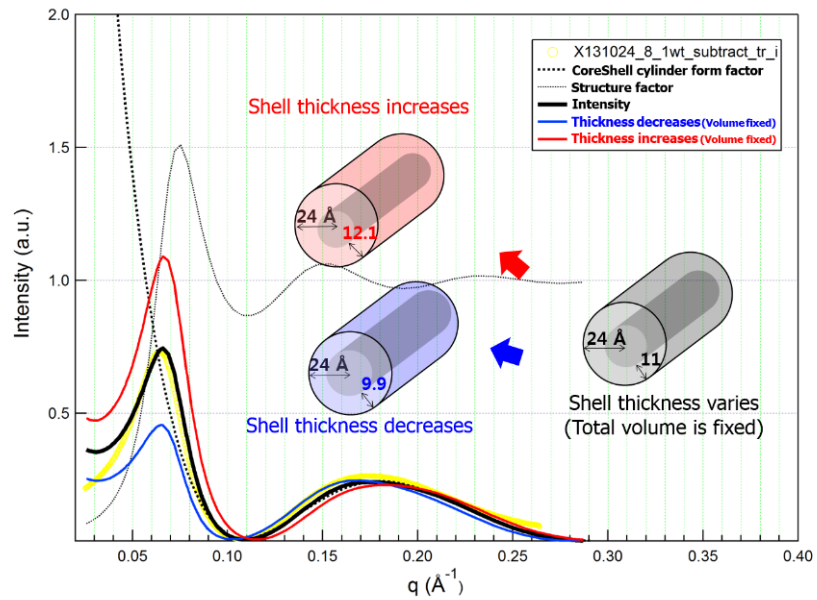 2.0
1.5
1.0
0.5
Intensity (a.u.)
X131024_8_1wt_subtract_tr_i
CoreShell cylinder form factor
Structure factor
Intensity
Thickness decreases (Volume fixed)
Thickness increases (Volume fixed)
Shell thickness increases
24 Å
12.1
24 Å
9.9
Shell thickness decreases
24 Å
11
Shell thickness varies
(Total volume is fixed)
0.05
0.10
0.15
0.20
0.25
0.30
0.35
0.40
q (Å⁻¹)